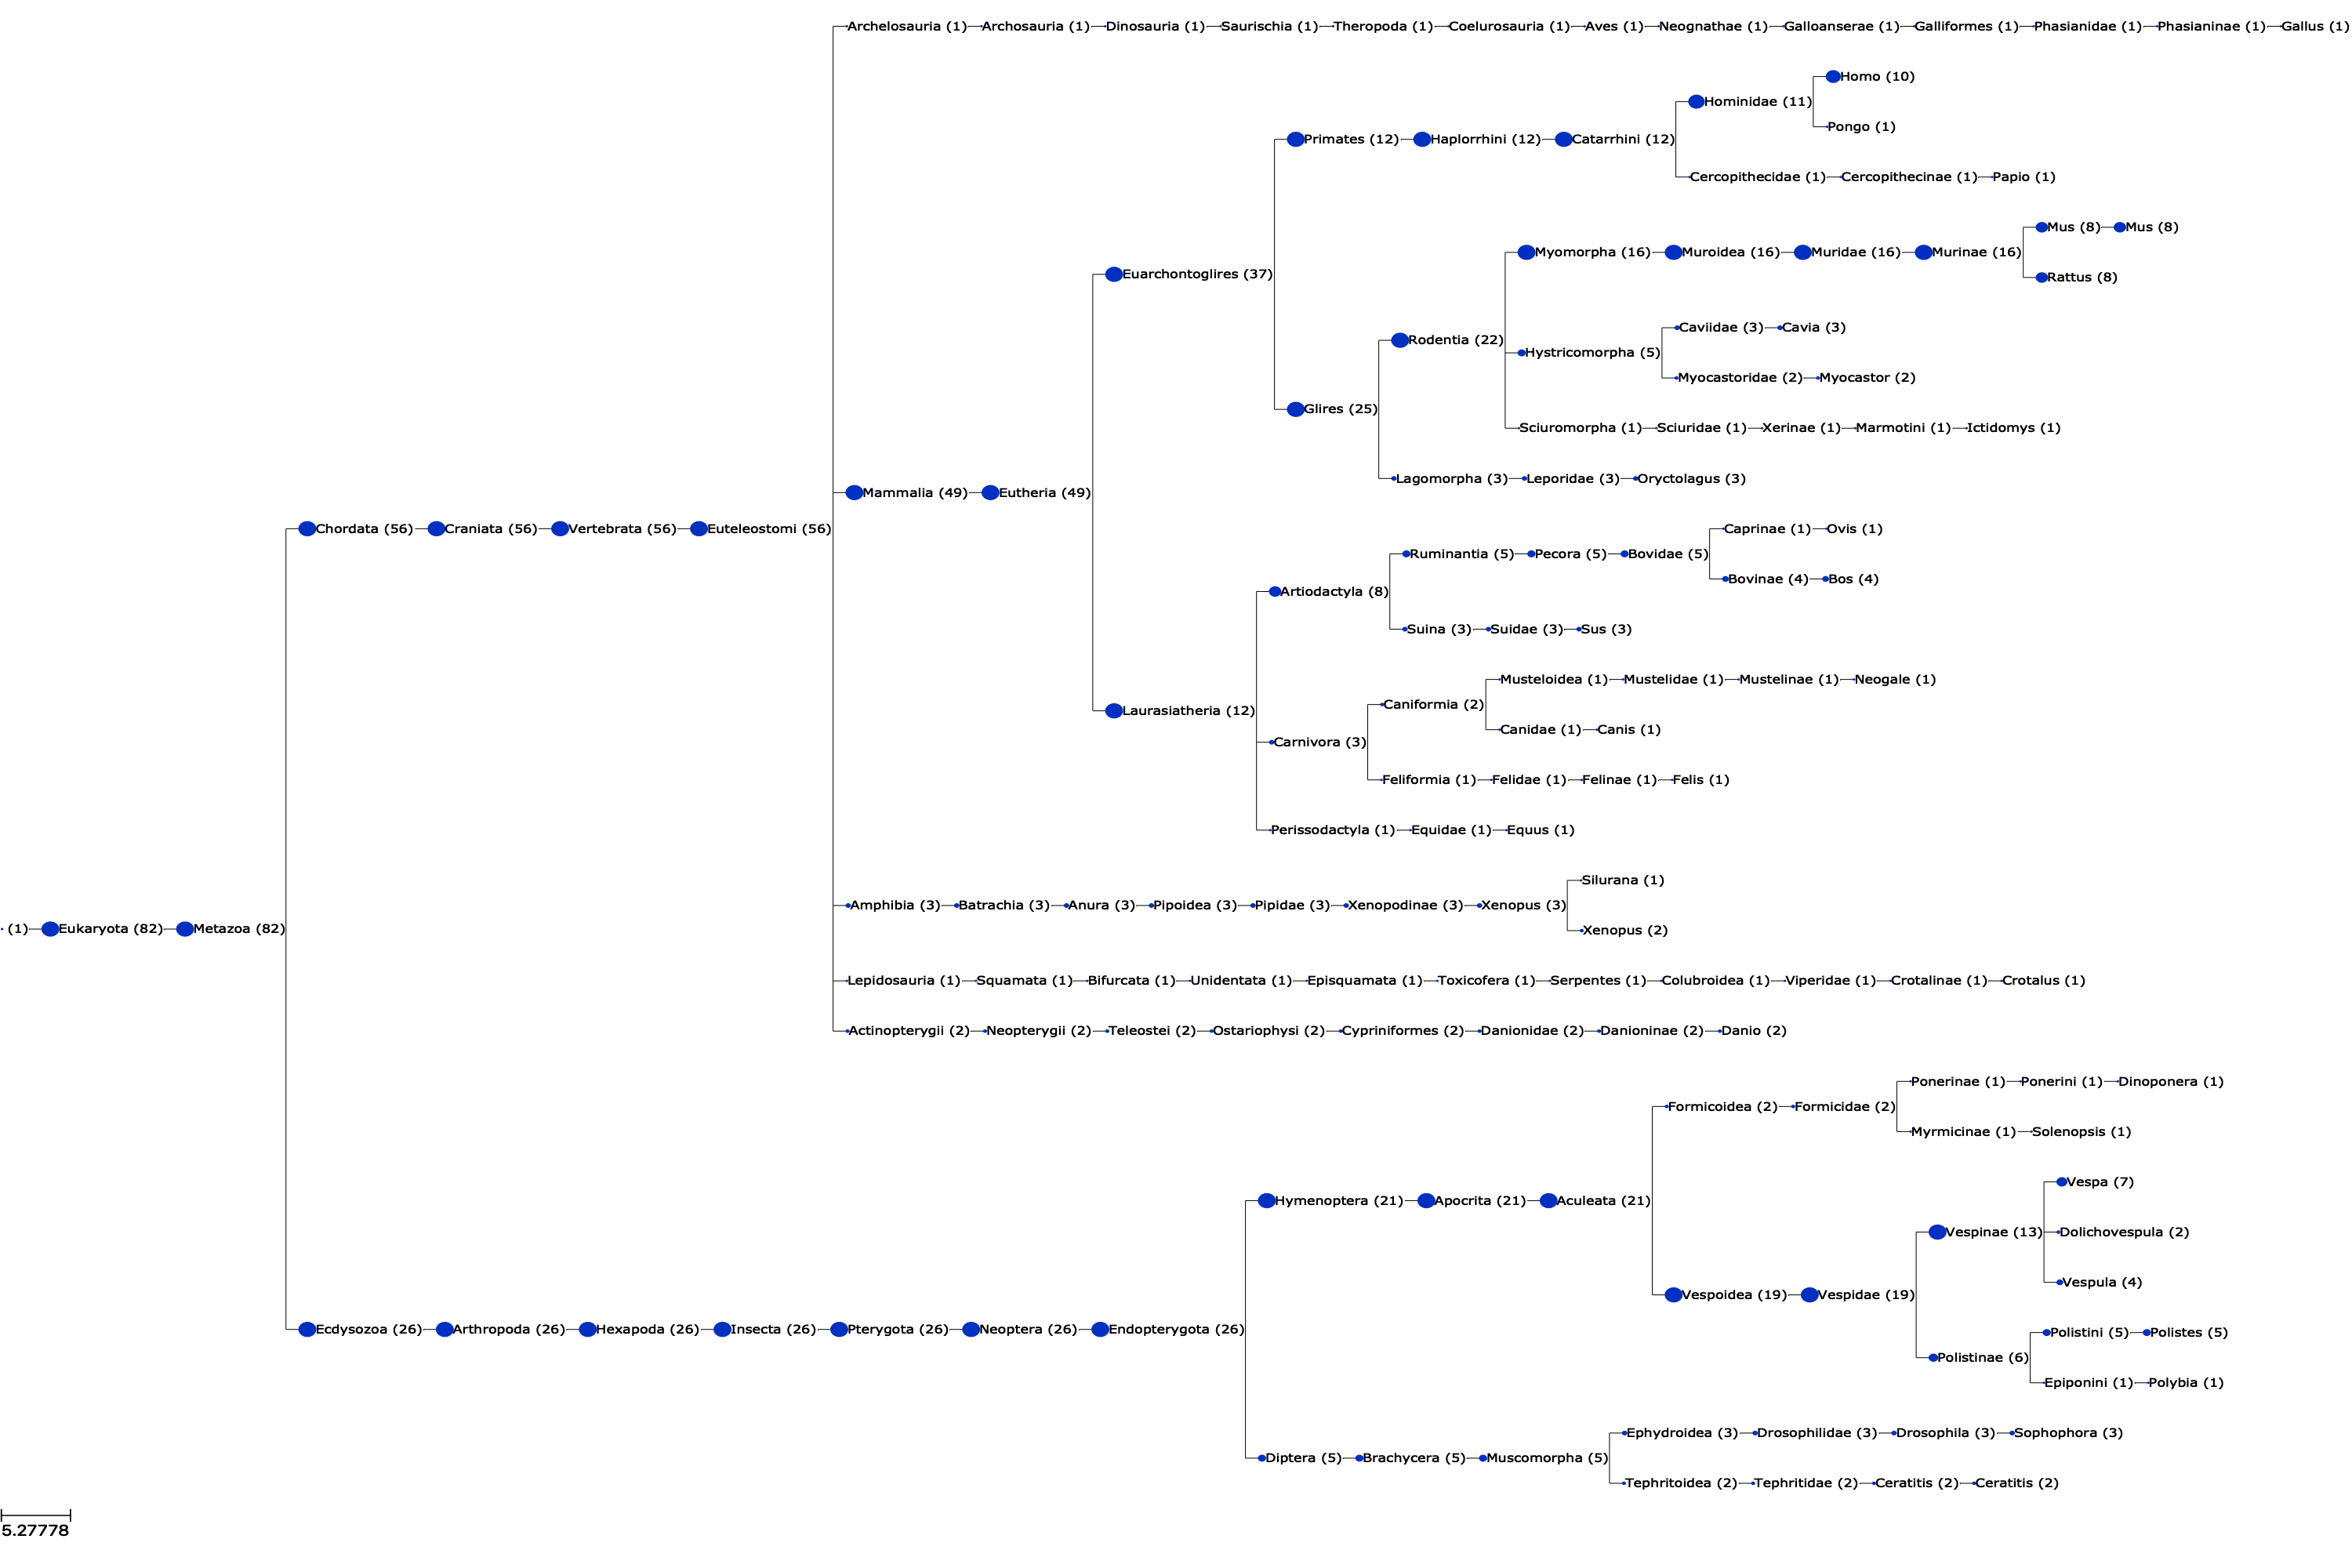 Archelosauria (1) Archosauria (1) Dinosauria (1) Saurischia (1) Theropoda (1) Coelurosauria (1) Aves (1) Neognathae (1) Galloanserae (1) Galliformes (1) Phasianidae (1) Phasianinae (1) Gallus (1)
Homo (10)
Hominidae (11)
Pongo (1)
Primates (12) Haplorrhini (12) Catarrhini (12)
Cercopithecidae (1) Cercopithecinae (1) Papio (1)
Mus (8) Mus (8)
Myomorpha (16) Muroidea (16) Muridae (16) Murinae (16)
Euarchontoglires (37)
Rattus (8)
Caviidae (3) Cavia (3)
Rodentia (22)
Hystricomorpha (5)
Myocastoridae (2) Myocastor (2)
Glires (25)
Sciuromorpha (1) Sciuridae (1) Xerinae (1) Marmotini (1) Ictidomys (1)
Lagomorpha (3) Leporidae (3) Oryctolagus (3)
Mammalia (49) Eutheria (49)
Chordata (56) Craniata (56) Vertebrata (56) Euteleostomi (56)
Caprinae (1) Ovis (1)
Ruminantia (5) Pecora (5) Bovidae (5)
Bovinae (4) Bos (4)
Artiodactyla (8)
Suina (3) Suidae (3) Sus (3)
Musteloidea (1) Mustelidae (1) Mustelinae (1) Neogale (1)
Caniformia (2)
Laurasiatheria (12)
Canidae (1) Canis (1)
Carnivora (3)
Feliformia (1) Felidae (1) Felinae (1) Felis (1)
Perissodactyla (1) Equidae (1) Equus (1)
Silurana (1)
Amphibia (3) Batrachia (3) Anura (3) Pipoidea (3) Pipidae (3) Xenopodinae (3) Xenopus (3)
Xenopus (2)
(1) Eukaryota (82) Metazoa (82)
Lepidosauria (1) Squamata (1) Bifurcata (1) Unidentata (1) Episquamata (1) Toxicofera (1) Serpentes (1) Colubroidea (1) Viperidae (1) Crotalinae (1) Crotalus (1)
Actinopterygii (2) Neopterygii (2) Teleostei (2) Ostariophysi (2) Cypriniformes (2) Danionidae (2) Danioninae (2) Danio (2)
Ponerinae (1) Ponerini (1) Dinoponera (1)
Formicoidea (2) Formicidae (2)
Myrmicinae (1) Solenopsis (1)
Vespa (7)
Hymenoptera (21) Apocrita (21) Aculeata (21)
Vespinae (13) Dolichovespula (2)
Vespula (4)
Vespoidea (19) Vespidae (19)
Ecdysozoa (26) Arthropoda (26) Hexapoda (26) Insecta (26) Pterygota (26) Neoptera (26) Endopterygota (26)
Polistini (5) Polistes (5)
Polistinae (6)
Epiponini (1) Polybia (1)
Ephydroidea (3) Drosophilidae (3) Drosophila (3) Sophophora (3)
Diptera (5) Brachycera (5) Muscomorpha (5)
Tephritoidea (2) Tephritidae (2) Ceratitis (2) Ceratitis (2)
5.27778